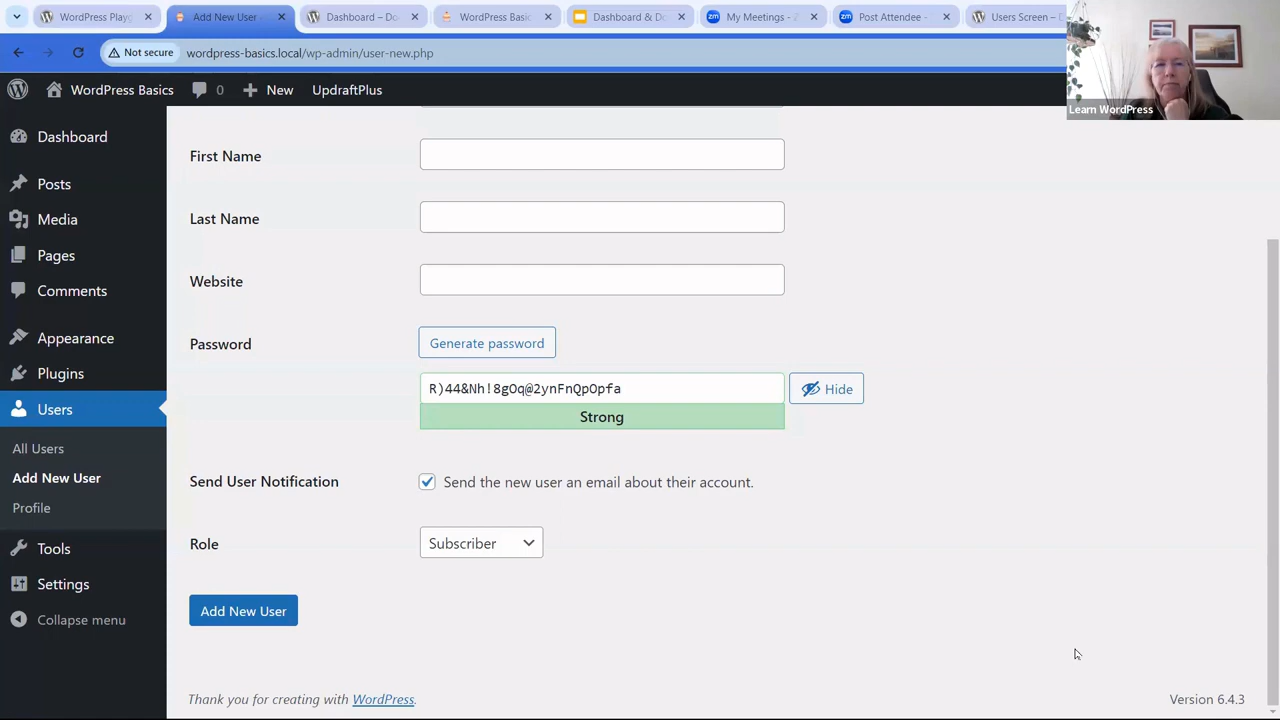 WordPress Playg
Add New User
Dashboard – Do
WordPress Basic
Dashboard & Do
My Meetings - Z
Post Attendee -
Users Screen – D
Not secure
wordpress-basics.local/wp-admin/user-new.php
Learn WordPress
WordPress Basics
0
New
UpdraftPlus
Dashboard
Posts
Media
Pages
Comments
Appearance
Plugins
Users
All Users
Add New User
Profile
Tools
Settings
Collapse menu
First Name
Last Name
Website
Password
Generate password
R)44&Nh!8gOq@2ynFnQpOpfa
Hide
Strong
Send User Notification
Send the new user an email about their account.
Role
Subscriber
Add New User
Thank you for creating with WordPress.
Version 6.4.3